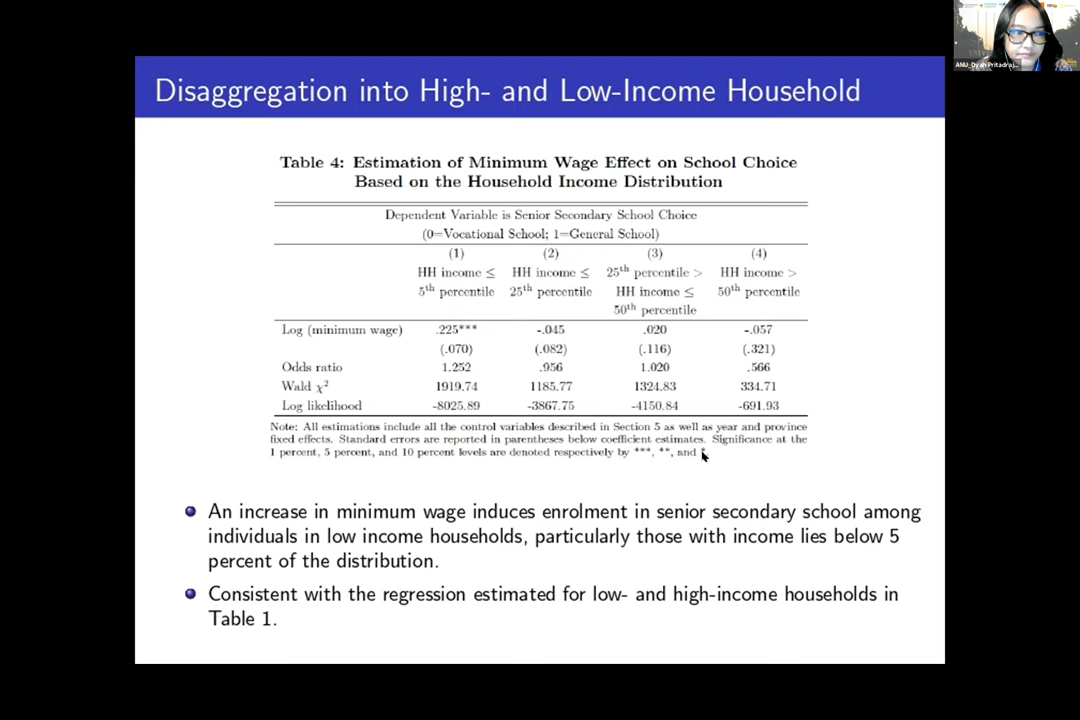 ANU_Dyah Pritadraj...
Disaggregation into High- and Low-Income Household
Table 4: Estimation of Minimum Wage Effect on School Choice
Based on the Household Income Distribution
Dependent Variable is Senior Secondary School Choice
(0=Vocational School; 1=General School)
(1) (2) (3) (4)
HH income ≤ HH income ≤ 25th percentile > HH income >
5th percentile 25th percentile HH income ≤ 50th percentile
50th percentile
Log (minimum wage) .225*** -.045 .020 -.057
(.070) (.082) (.116) (.321)
Odds ratio 1.252 .956 1.020 .566
Wald χ² 1919.74 1185.77 1324.83 334.71
Log likelihood -8025.89 -3867.75 -4150.84 -691.93
Note: All estimations include all the control variables described in Section 5 as well as year and province
fixed effects. Standard errors are reported in parentheses below coefficient estimates. Significance at the
1 percent, 5 percent, and 10 percent levels are denoted respectively by ***, **, and *.
An increase in minimum wage induces enrolment in senior secondary school among
individuals in low income households, particularly those with income lies below 5
percent of the distribution.
Consistent with the regression estimated for low- and high-income households in
Table 1.